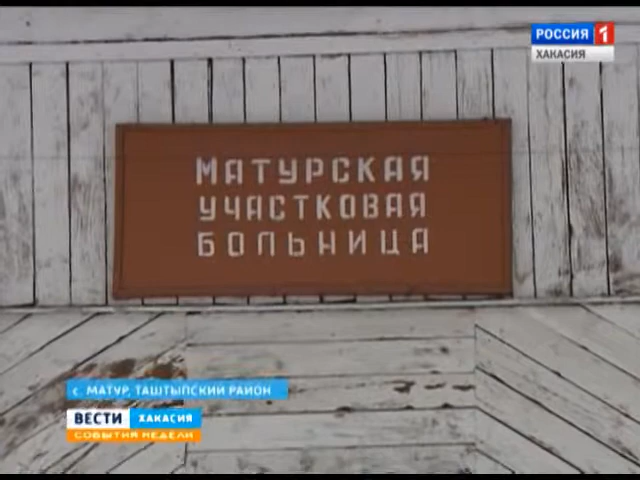 РОССИЯ 1
ХАКАСИЯ
МАТУРСКАЯ
УЧАСТКОВАЯ
БОЛЬНИЦА
с. МАТУР, ТАШТЫПСКИЙ РАЙОН
ВЕСТИ ХАКАСИЯ
СОБЫТИЯ НЕДЕЛИ